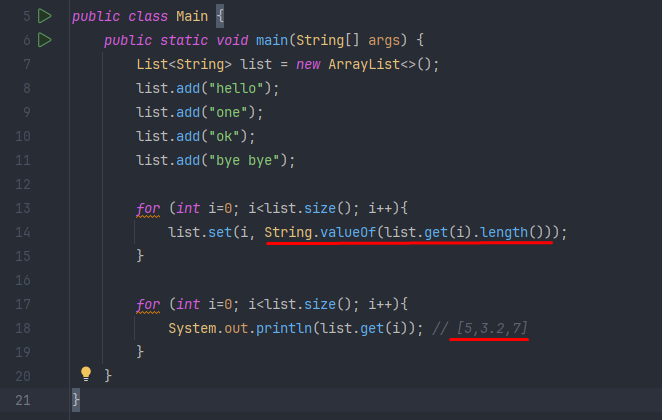 5 public class Main {
6 public static void main(String[] args) {
7 List<String> list = new ArrayList<>();
8 list.add("hello");
9 list.add("one");
10 list.add("ok");
11 list.add("bye bye");
12
13 for (int i=0; i<list.size(); i++){
14 list.set(i, String.valueOf(list.get(i).length()));
15 }
16
17 for (int i=0; i<list.size(); i++){
18 System.out.println(list.get(i)); // [5,3.2,7]
19 }
20 }
21 }